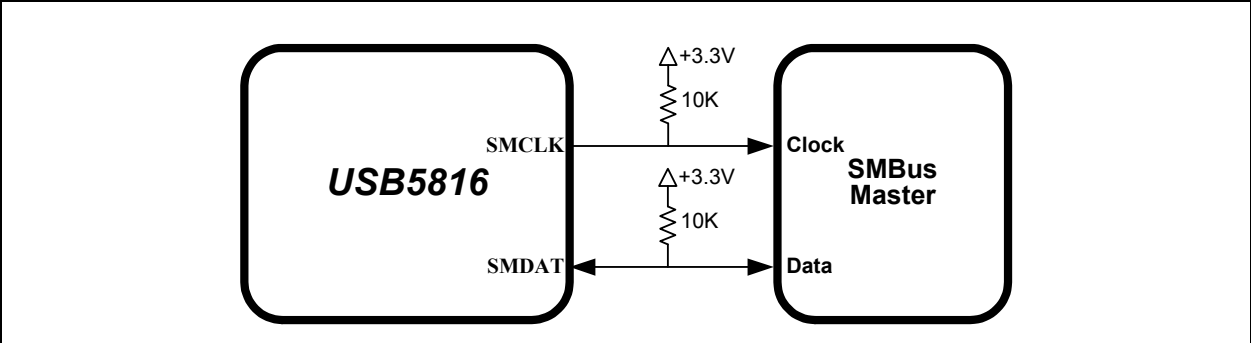 +3.3V
10K
SMCLK
Clock
USB5816
SMBus
Master
+3.3V
10K
SMDAT
Data